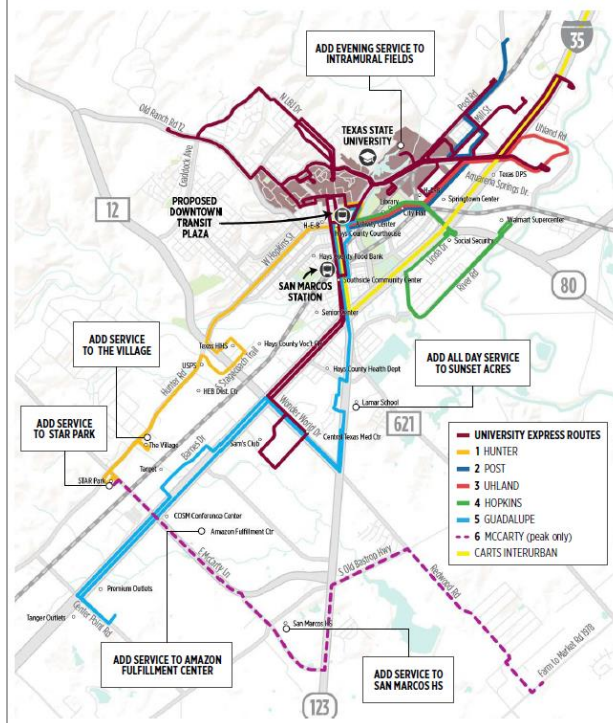 35
ADD EVENING SERVICE TO
INTRAMURAL FIELDS
Post Rd
Mill St
N LBJ Dr
Old Ranch Rd 12
TEXAS STATE
UNIVERSITY
Uhland Rd
Craddock Ave
Texas DPS
Aquarena Springs Dr.
PROPOSED
DOWNTOWN
TRANSIT
PLAZA
12
Library
City Hall
Springtown Center
Activity Center
H-E-B
Hays County Courthouse
Walmart Supercenter
W Hopkins St
Linda Dr
Social Security
Hays County Food Bank
SAN MARCOS
STATION
Southside Community Center
River Rd
80
Senior Center
ADD SERVICE
TO THE VILLAGE
Texas HHS
S Stagecoach Trail
Hays County Voc'l
ADD ALL DAY SERVICE
TO SUNSET ACRES
USPS
Hays County Health Dept
Hunter Rd
HEB Dist. Ctr
ADD SERVICE
TO STAR PARK
Wonder World Dr
Lamar School
621
The Village
Barnes Dr
Sam's Club
Central Texas Med Ctr
Target
STAR Park
COSM Conference Center
Amazon Fulfillment Ctr
E McCarty Ln
S Old Bastrop Hwy
Redwood Rd
Premium Outlets
Tanger Outlets
Center Point Rd
San Marcos HS
Farm to Market Rd 1978
ADD SERVICE TO AMAZON
FULFILLMENT CENTER
ADD SERVICE TO
SAN MARCOS HS
123
UNIVERSITY EXPRESS ROUTES
1 HUNTER
2 POST
3 UHLAND
4 HOPKINS
5 GUADALUPE
6 MCCARTY (peak only)
CARTS INTERURBAN